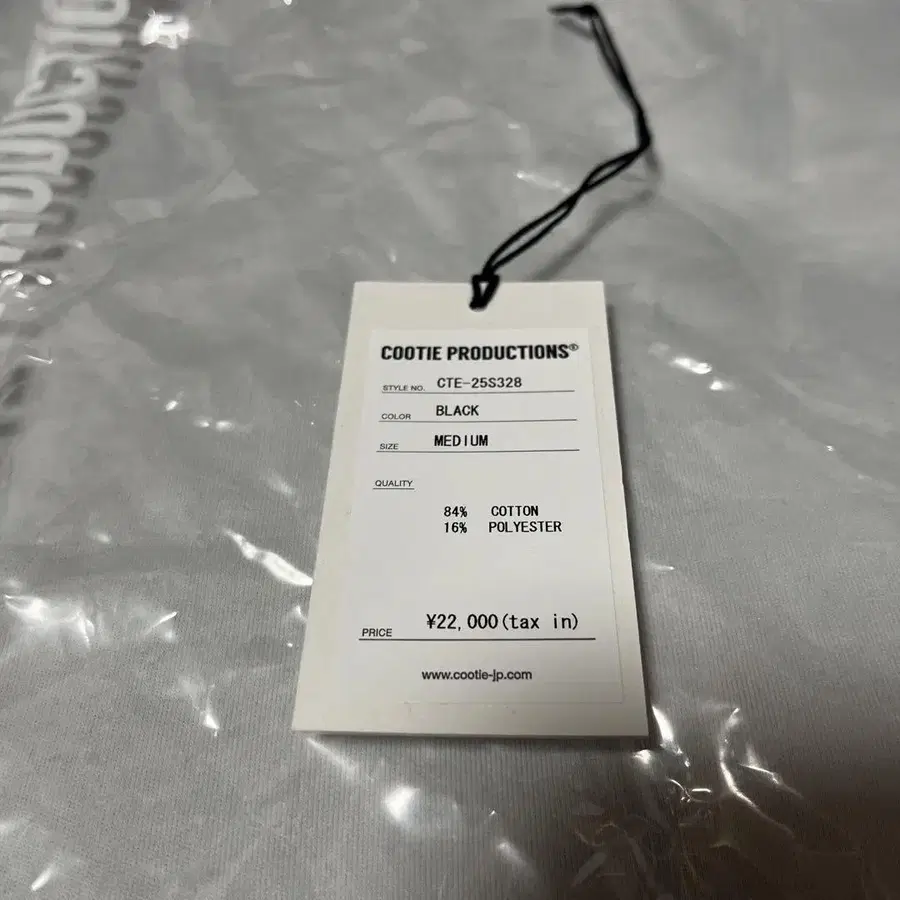 COOTIE PRODUCTIONS®
STYLE NO. CTE-25S328
COLOR BLACK
SIZE MEDIUM
QUALITY
84% COTTON
16% POLYESTER
PRICE ¥22,000(tax in)
www.cootie-jp.com